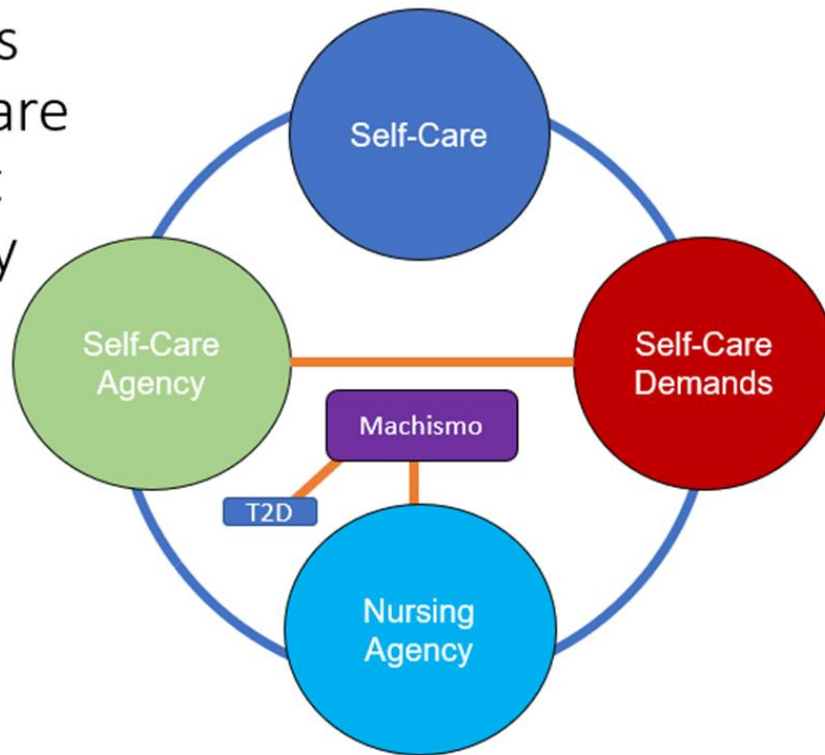 s
are
t
y
Self-Care
Self-Care
Agency
Self-Care
Demands
Machismo
T2D
Nursing
Agency